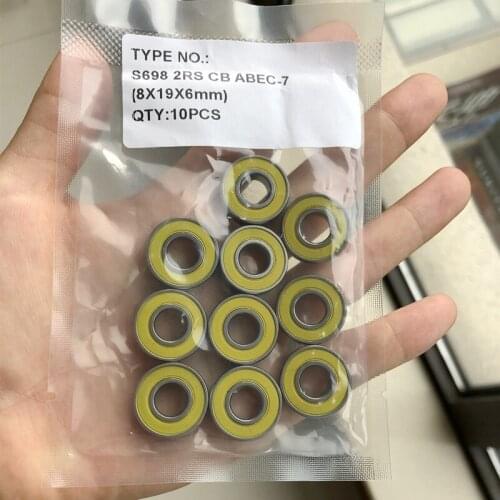 TYPE NO.:
S698 2RS CB ABEC-7
(8X19X6mm)
QTY:10PCS